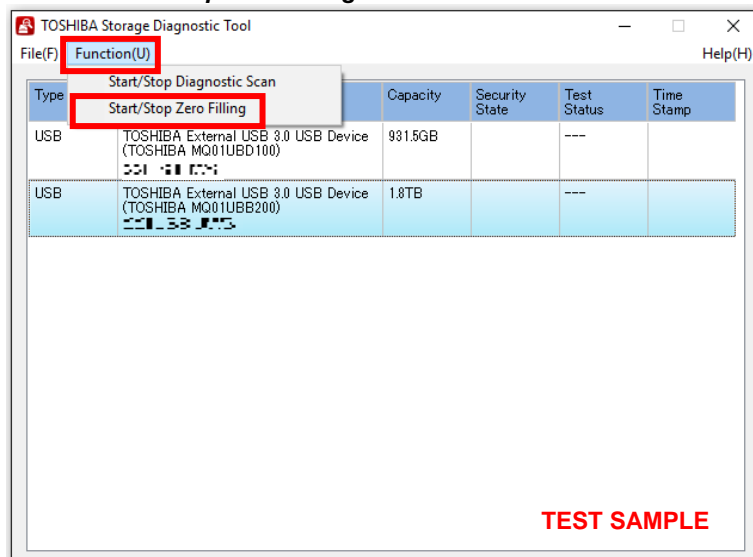 TOSHIBA Storage Diagnostic Tool
File(F) Function(U) Help(H)
Start/Stop Diagnostic Scan
Start/Stop Zero Filling
Type Capacity Security State Test Status Time Stamp
USB TOSHIBA External USB 3.0 USB Device 931.5GB ---
(TOSHIBA MQ01UBD100)
USB TOSHIBA External USB 3.0 USB Device 1.8TB ---
(TOSHIBA MQ01UBB200)
TEST SAMPLE